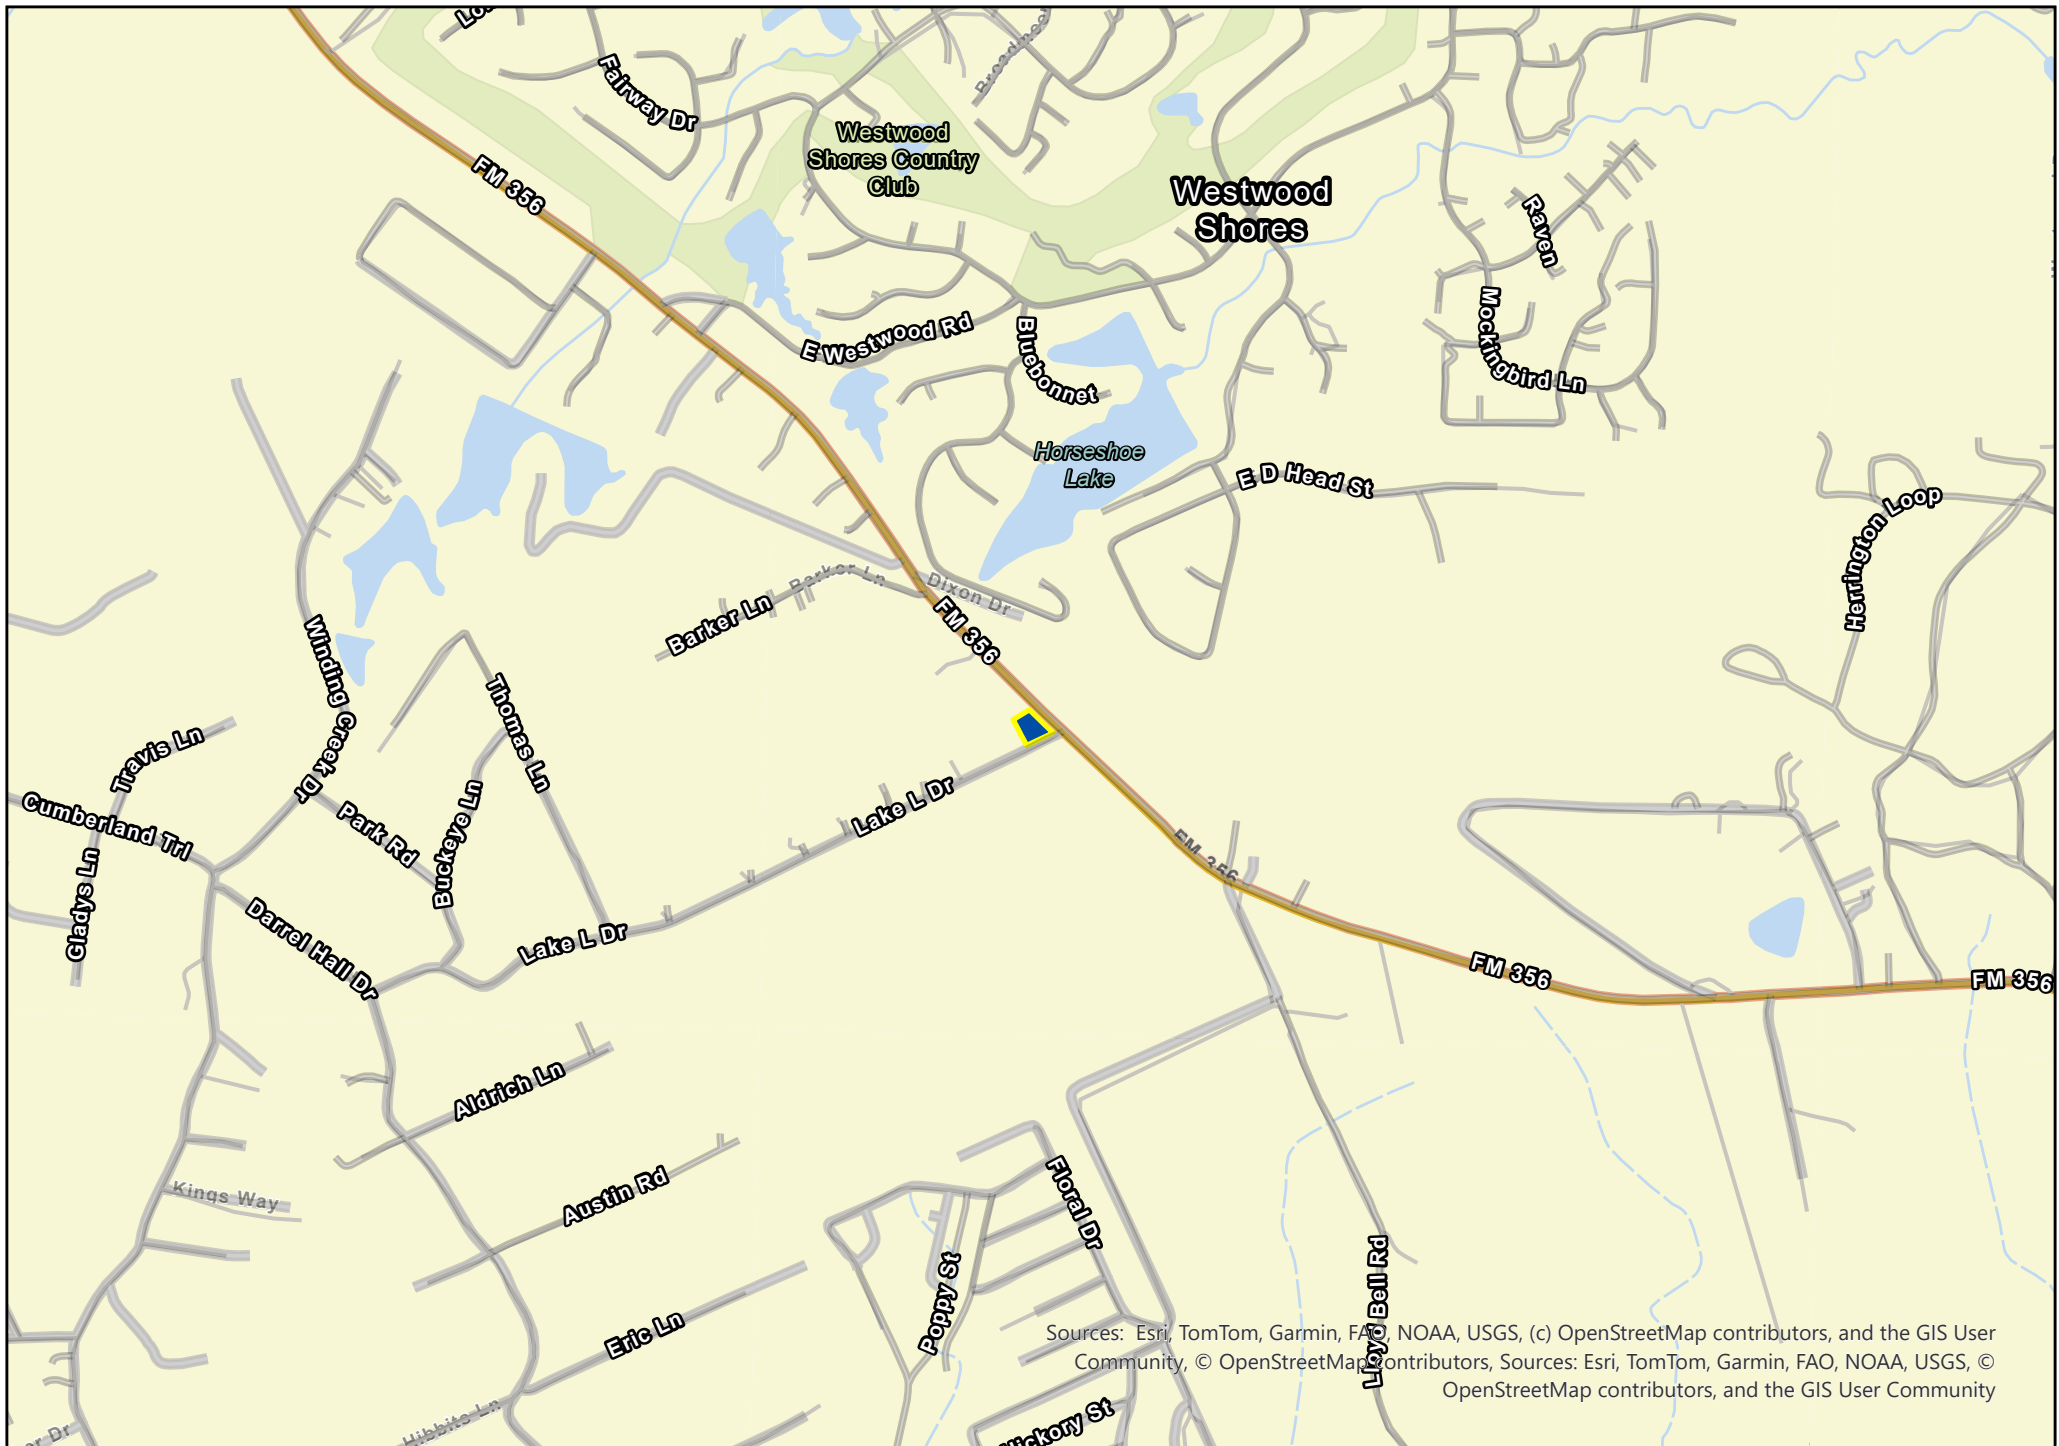 Fairway Dr
Westwood
Shores Country
Club
FM 356
Westwood
Shores
Raven
Mockingbird Ln
E Westwood Rd
Bluebonnet
Horseshoe
Lake
E D Head St
Herrington Loop
Barker Ln
Barker Ln
Dixon Dr
FM 356
Winding Creek Dr
Thomas Ln
Travis Ln
Cumberland Trl
Park Rd
Buckeye Ln
Lake L Dr
FM 356
Gladys Ln
Darrel Hall Dr
Lake L Dr
FM 356
FM 356
Aldrich Ln
Kings Way
Austin Rd
Floral Dr
Poppy St
Lloyd Bell Rd
Eric Ln
Sources: Esri, TomTom, Garmin, FAO, NOAA, USGS, (c) OpenStreetMap contributors, and the GIS User
Community, © OpenStreetMap contributors, Sources: Esri, TomTom, Garmin, FAO, NOAA, USGS, ©
OpenStreetMap contributors, and the GIS User Community
Hibbits Ln
Hickory St
Dr